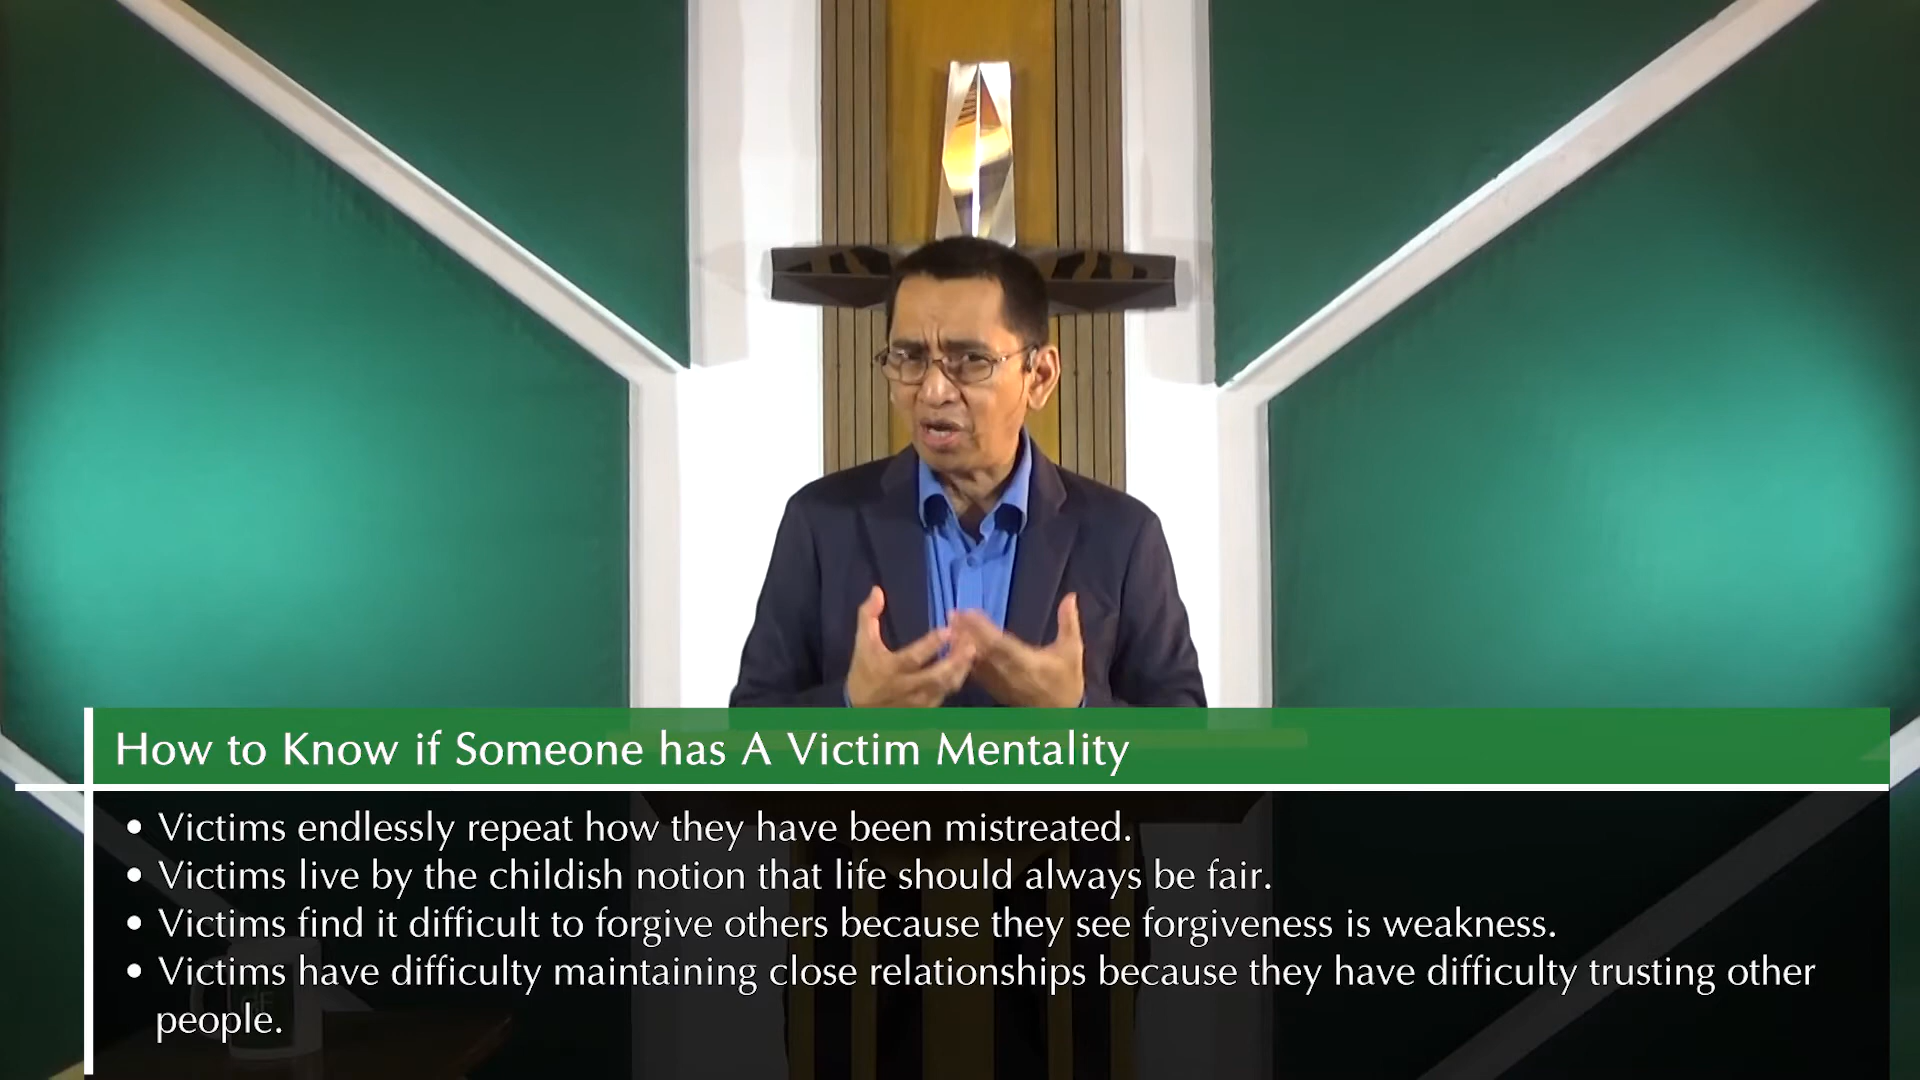 How to Know if Someone has A Victim Mentality
• Victims endlessly repeat how they have been mistreated.
• Victims live by the childish notion that life should always be fair.
• Victims find it difficult to forgive others because they see forgiveness is weakness.
• Victims have difficulty maintaining close relationships because they have difficulty trusting other
people.